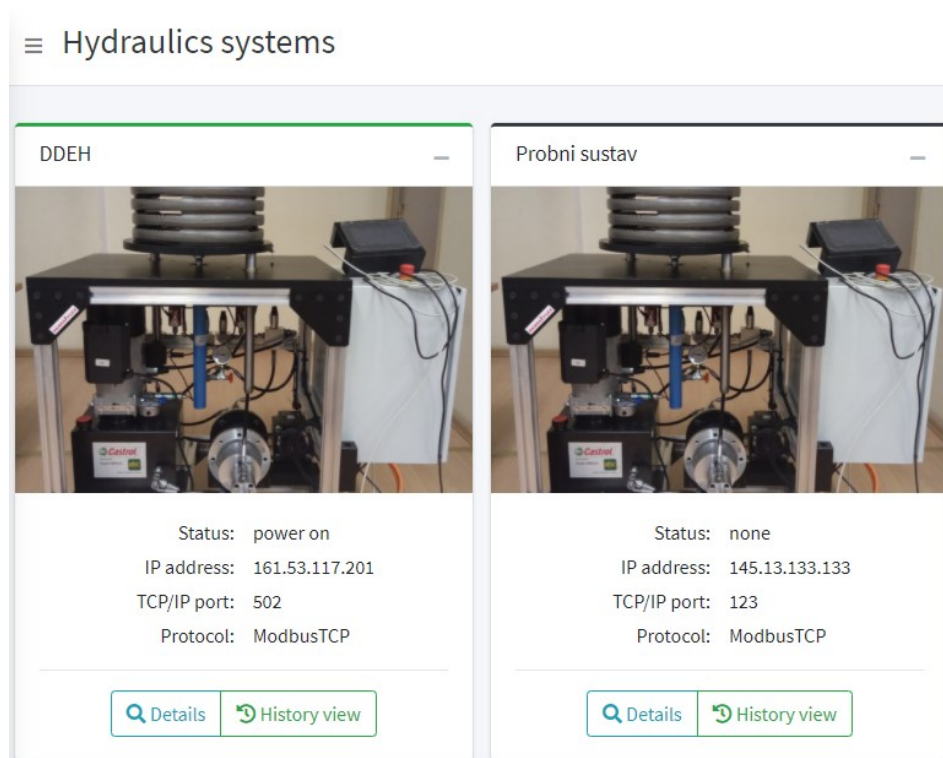 Hydraulics systems
DDEH
Castrol
Status: power on
IP address: 161.53.117.201
TCP/IP port: 502
Protocol: ModbusTCP
Details History view
Probni sustav
Castrol
Status: none
IP address: 145.13.133.133
TCP/IP port: 123
Protocol: ModbusTCP
Details History view